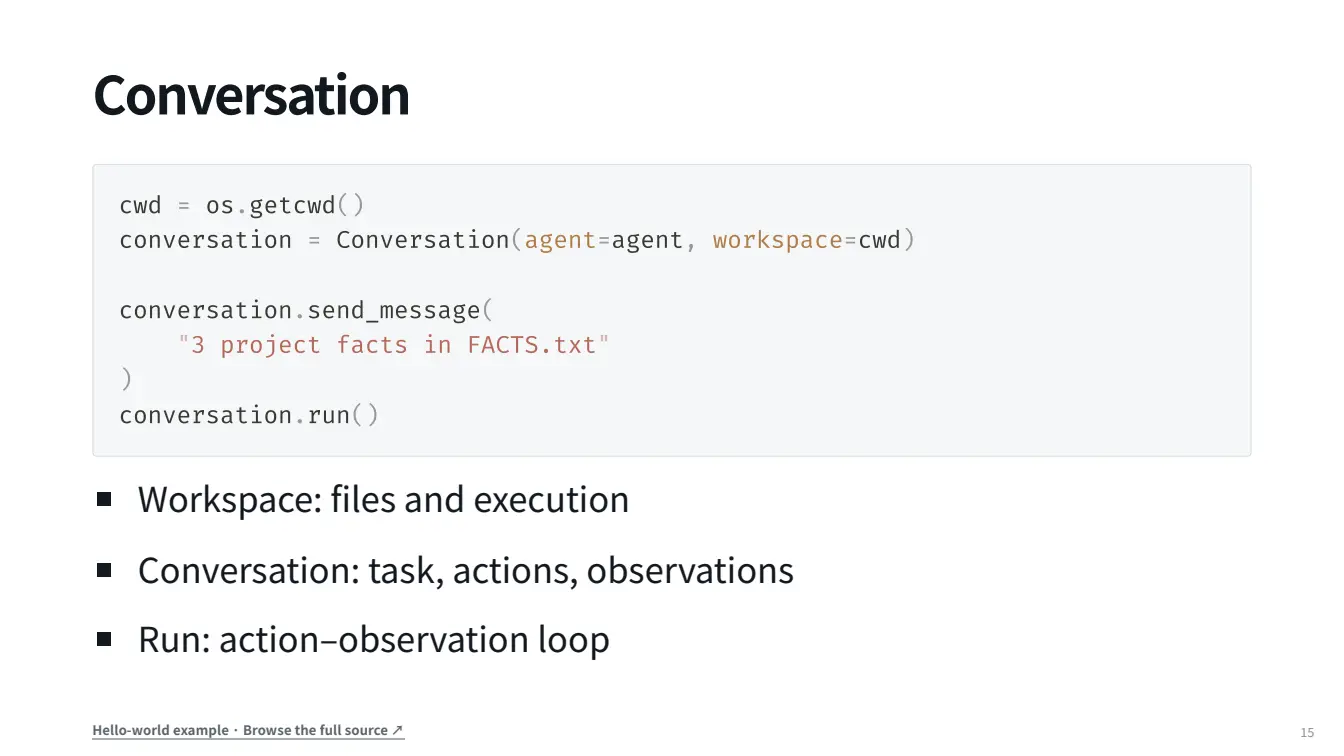 Conversation
cwd = os.getcwd()
conversation = Conversation(agent=agent, workspace=cwd)
conversation.send_message(
    "3 project facts in FACTS.txt"
)
conversation.run()
■ Workspace: files and execution
■ Conversation: task, actions, observations
■ Run: action–observation loop
Hello-world example · Browse the full source ↗
15